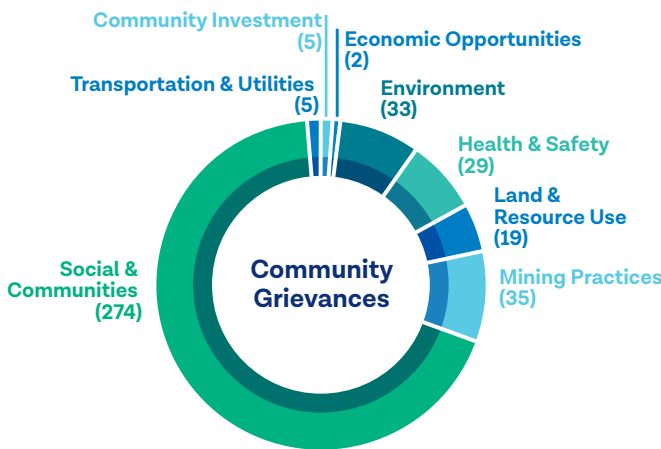 Community Investment
(5)
Economic Opportunities
(2)
Transportation & Utilities
(5)
Environment
(33)
Health & Safety
(29)
Land &
Resource Use
(19)
Mining Practices
(35)
Social &
Communities
(274)
Community
Grievances